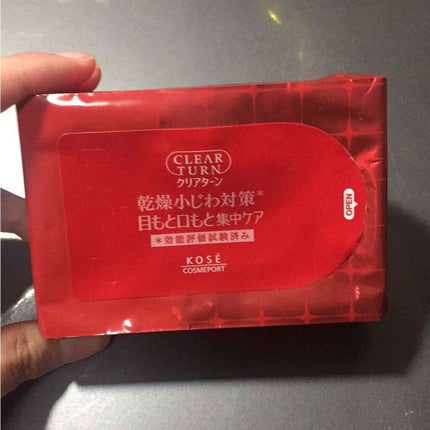 CLEAR
TURN
クリアターン
乾燥小じわ対策*
目もと口もと集中ケア
*効能評価試験済み
OPEN
KOSÉ
COSMEPORT